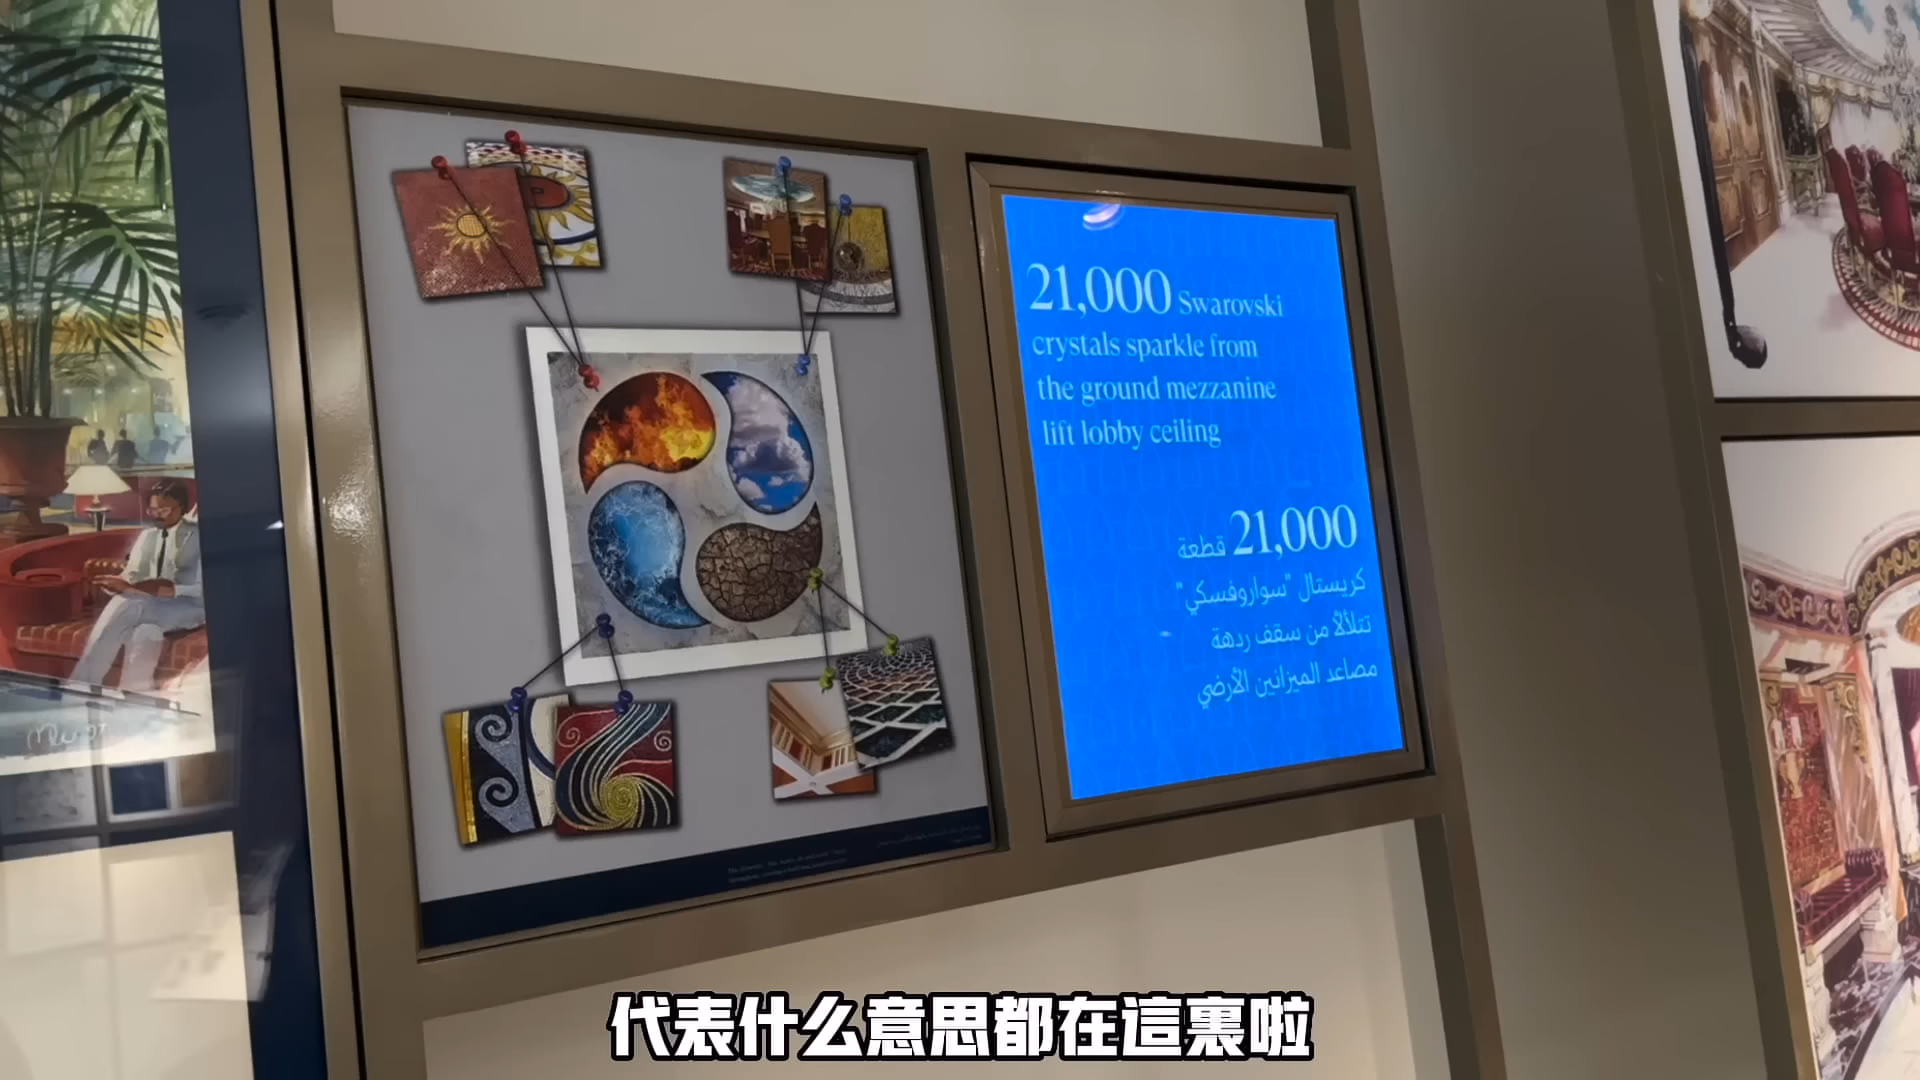 21,000 Swarovski
crystals sparkle from
the ground mezzanine
lift lobby ceiling
21,000 قطعة
كريستال "سواروفسكي"
تتلألأ من سقف ردهة
مصاعد الميزانين الأرضي
代表什么意思都在這裏啦